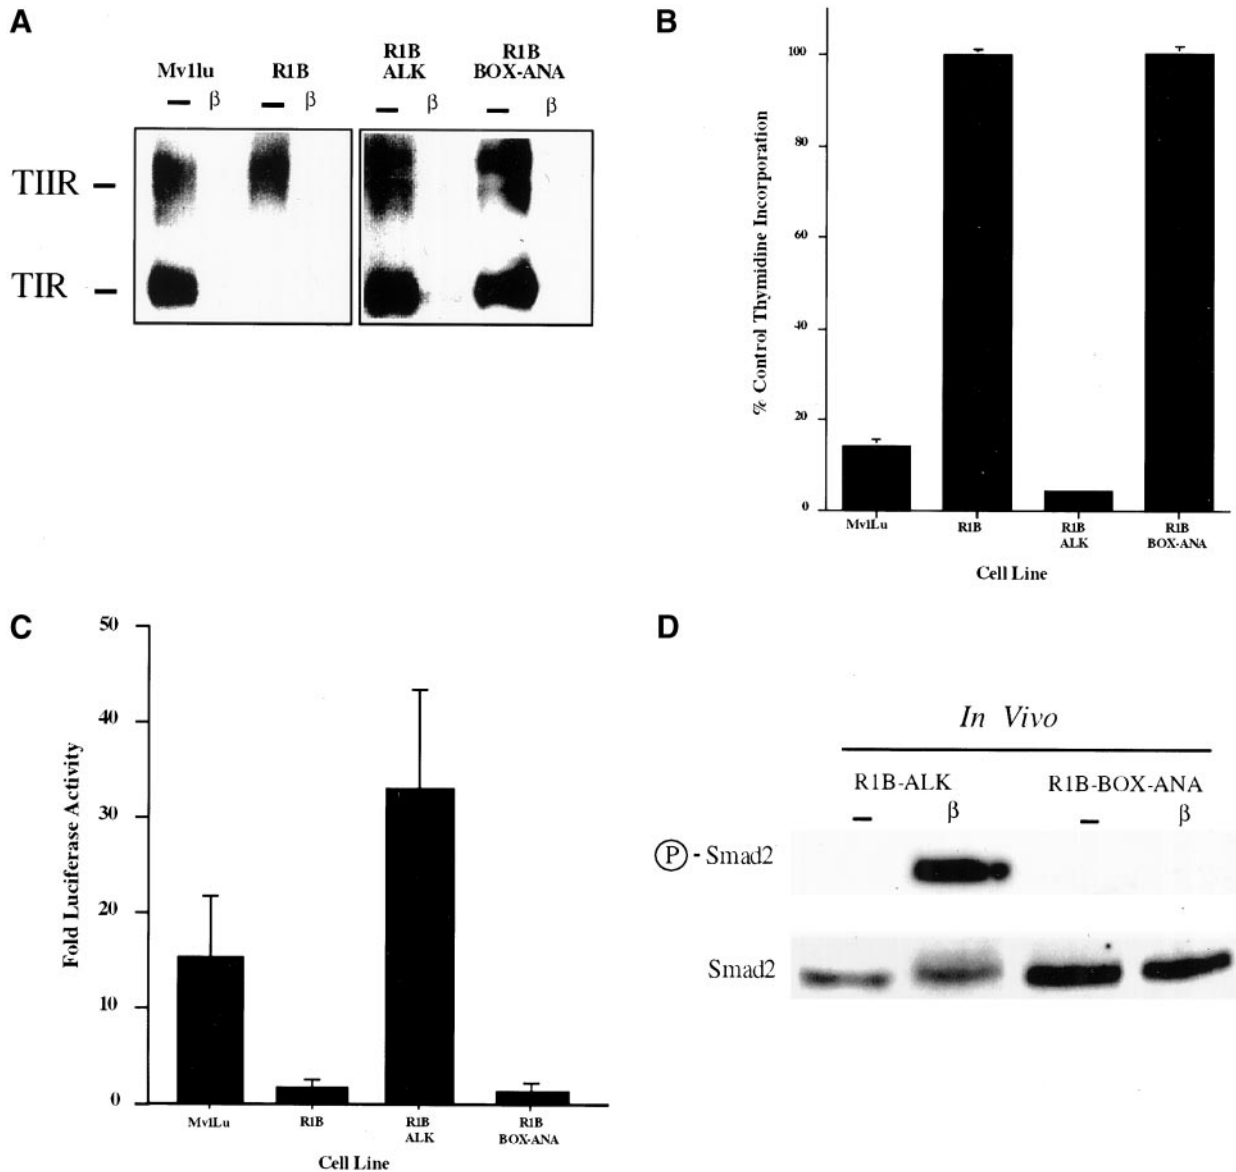 A
Mv1lu
R1B
R1B
ALK
R1B
BOX-ANA
– β
– β
– β
– β
TIIR –
TIR –
B
% Control Thymidine Incorporation
100
80
60
40
20
0
Mv1Lu
R1B
R1B
ALK
R1B
BOX-ANA
Cell Line
C
Fold Luciferase Activity
50
40
30
20
10
0
Mv1Lu
R1B
R1B
ALK
R1B
BOX-ANA
Cell Line
D
In Vivo
R1B-ALK
R1B-BOX-ANA
– β
– β
Ⓟ - Smad2
Smad2